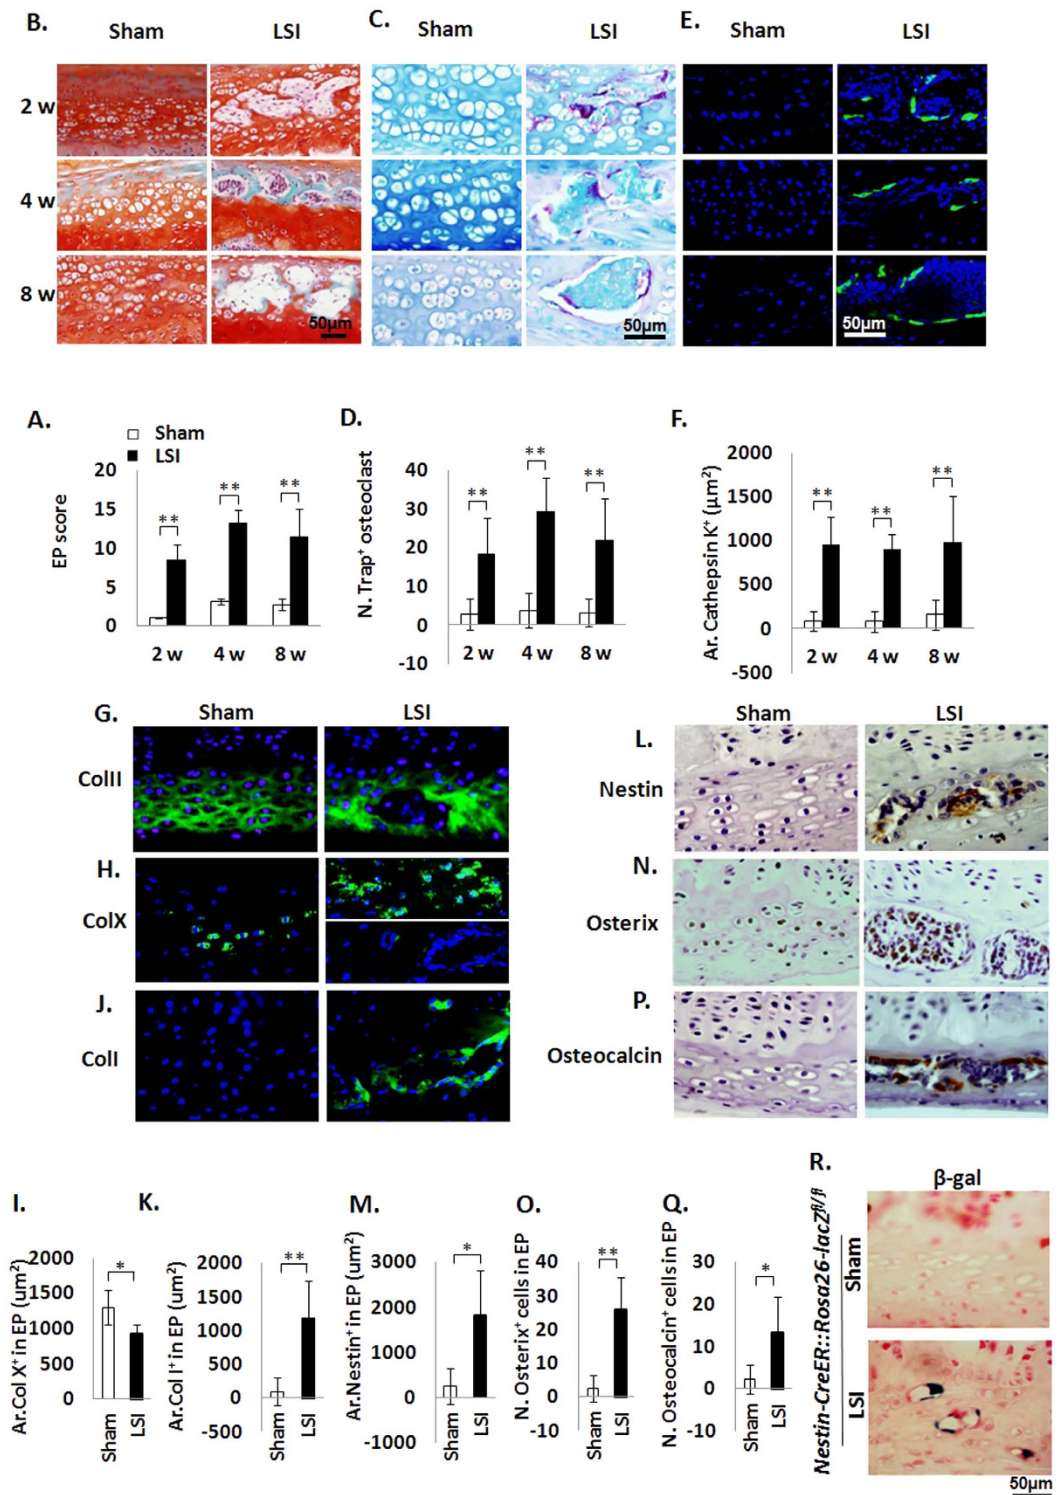 B. Sham LSI C. Sham LSI E. Sham LSI
2 w
4 w
8 w
50μm 50μm 50μm
A. D. F.
Sham
LSI
EP score
20
15
10
5
0
** ** **
2 w 4 w 8 w
N. Trap⁺ osteoclast
40
30
20
10
0
-10
** ** **
2 w 4 w 8 w
Ar. Cathepsin K⁺ (μm²)
2000
1500
1000
500
0
-500
** ** **
2 w 4 w 8 w
G. Sham LSI
ColII
H.
ColX
J.
ColI
Sham LSI
L.
Nestin
N.
Osterix
P.
Osteocalcin
I. K. M. O. Q. R.
Ar.Col X⁺ in EP (um²)
2000
1500
1000
500
0
*
Sham LSI
Ar.Col I⁺ in EP (um²)
2000
1500
1000
500
0
-500
**
Sham LSI
Ar.Nestin⁺ in EP (um²)
3000
2000
1000
0
-1000
*
Sham LSI
N. Osterix⁺ cells in EP
40
30
20
10
0
-10
**
Sham LSI
N. Osteocalcin⁺ cells in EP
30
20
10
0
-10
*
Sham LSI
β-gal
Nestin-CreER::Rosa26-lacZfl/fl
Sham
LSI
50μm